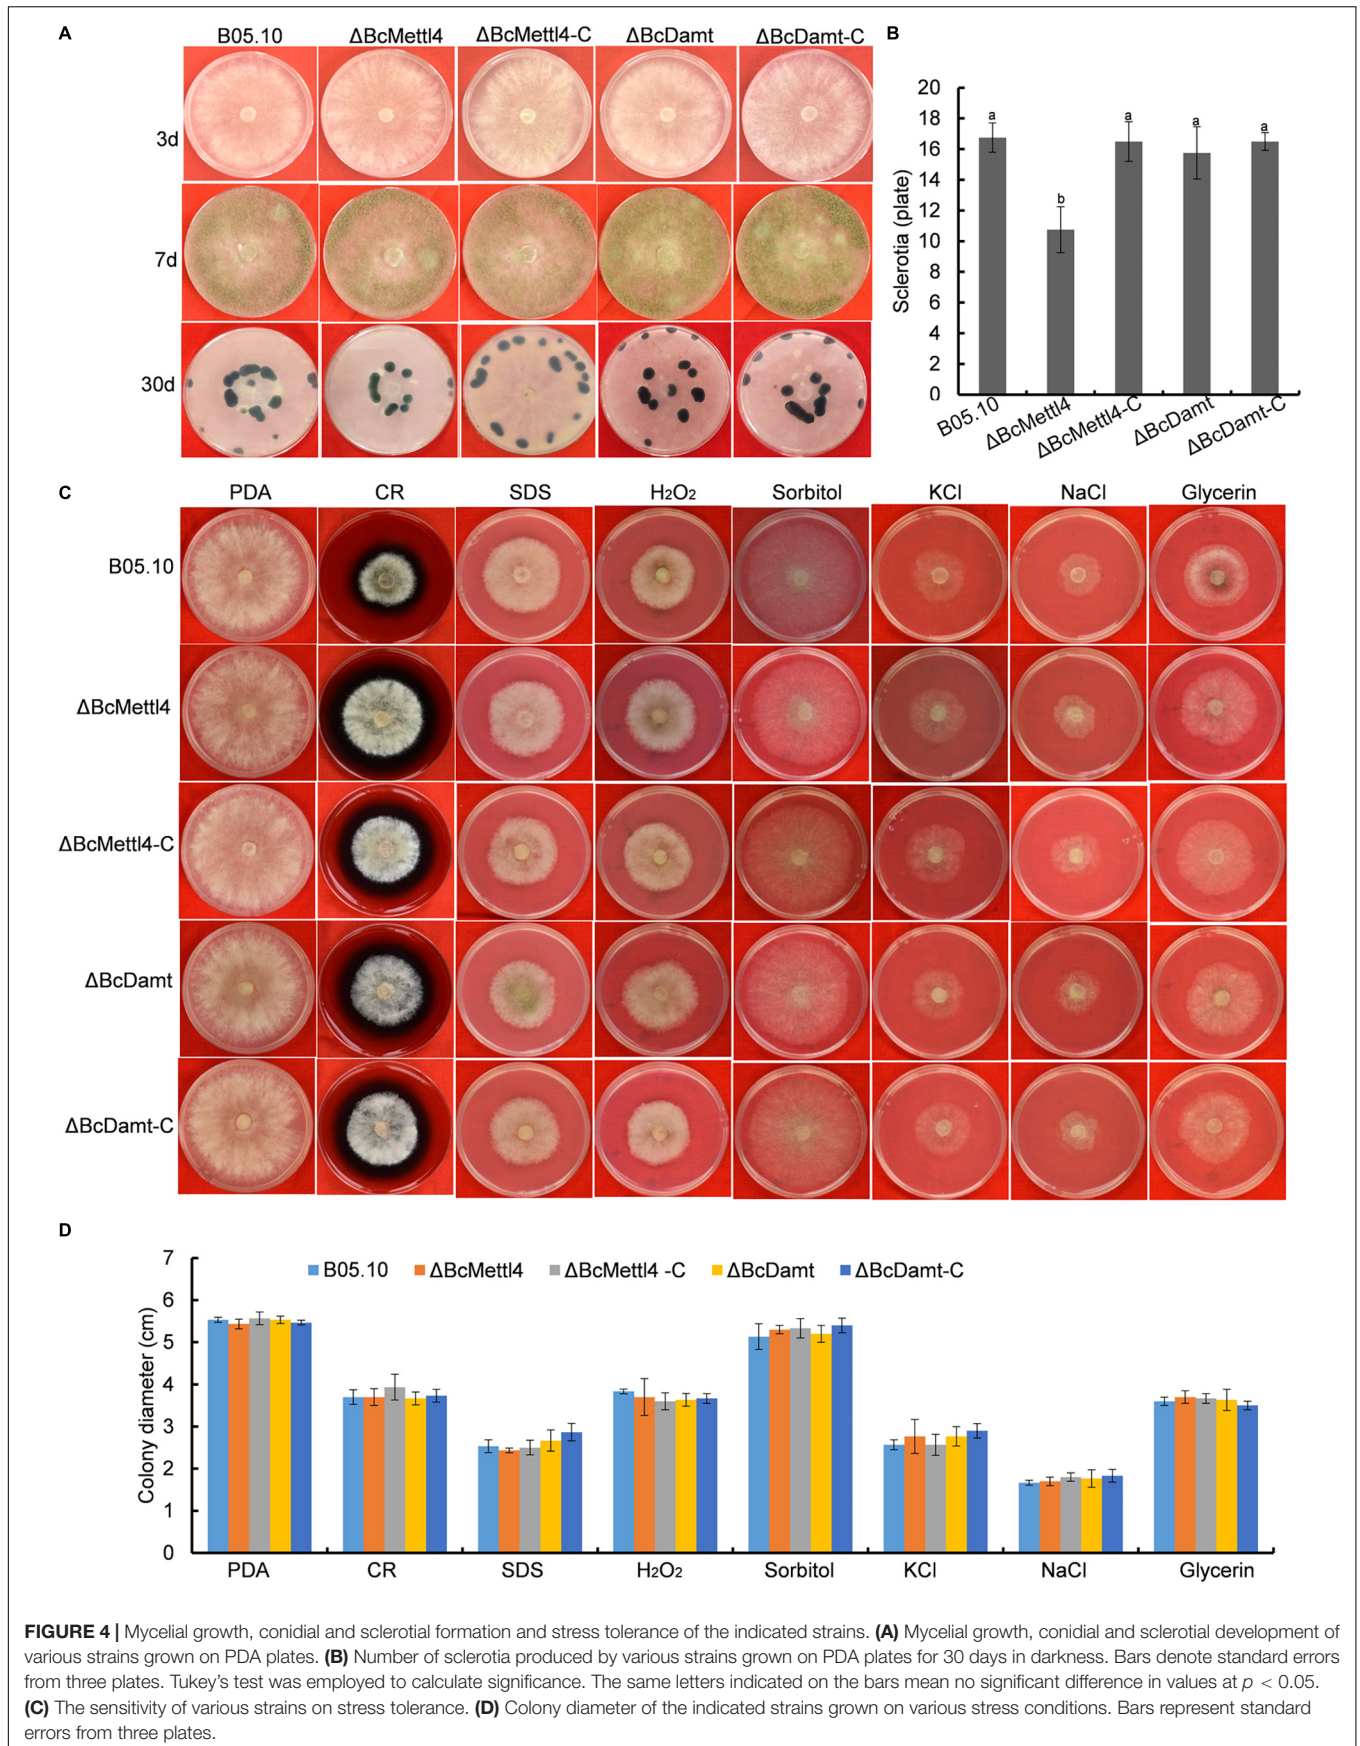 A
B05.10 ΔBcMettl4 ΔBcMettl4-C ΔBcDamt ΔBcDamt-C
3d
7d
30d
B
20
18
16
14
12
10
8
6
4
2
0
Sclerotia (plate)
a
b
a
a
a
B05.10
ΔBcMettl4
ΔBcMettl4-C
ΔBcDamt
ΔBcDamt-C
C
PDA CR SDS H2O2 Sorbitol KCl NaCl Glycerin
B05.10
ΔBcMettl4
ΔBcMettl4-C
ΔBcDamt
ΔBcDamt-C
D
B05.10 ΔBcMettl4 ΔBcMettl4 -C ΔBcDamt ΔBcDamt-C
7
6
5
4
3
2
1
0
Colony diameter (cm)
PDA CR SDS H2O2 Sorbitol KCl NaCl Glycerin
FIGURE 4 | Mycelial growth, conidial and sclerotial formation and stress tolerance of the indicated strains. (A) Mycelial growth, conidial and sclerotial development of
various strains grown on PDA plates. (B) Number of sclerotia produced by various strains grown on PDA plates for 30 days in darkness. Bars denote standard errors
from three plates. Tukey's test was employed to calculate significance. The same letters indicated on the bars mean no significant difference in values at p < 0.05.
(C) The sensitivity of various strains on stress tolerance. (D) Colony diameter of the indicated strains grown on various stress conditions. Bars represent standard
errors from three plates.